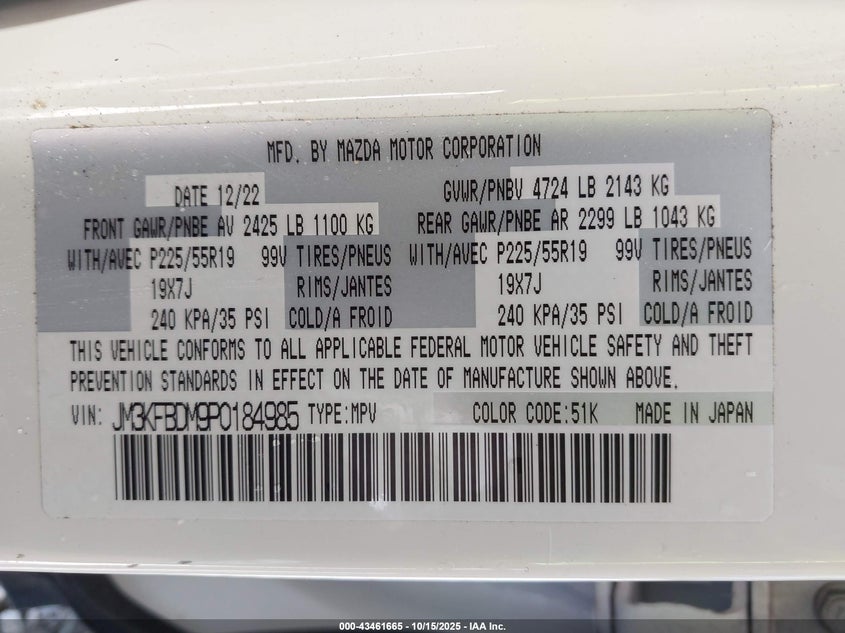 MFD. BY MAZDA MOTOR CORPORATION
DATE 12/22 GVWR/PNBV 4724 LB 2143 KG
FRONT GAWR/PNBE AV 2425 LB 1100 KG REAR GAWR/PNBE AR 2299 LB 1043 KG
WITH/AVEC P225/55R19 99V TIRES/PNEUS WITH/AVEC P225/55R19 99V TIRES/PNEUS
19X7J RIMS/JANTES 19X7J RIMS/JANTES
240 KPA/35 PSI COLD/A FROID 240 KPA/35 PSI COLD/A FROID
THIS VEHICLE CONFORMS TO ALL APPLICABLE FEDERAL MOTOR VEHICLE SAFETY AND THEFT
PREVENTION STANDARDS IN EFFECT ON THE DATE OF MANUFACTURE SHOWN ABOVE.
VIN: JM3KFBDM9P0184985 TYPE:MPV COLOR CODE:51K MADE IN JAPAN
000-43461665 - 10/15/2025 - IAA Inc.